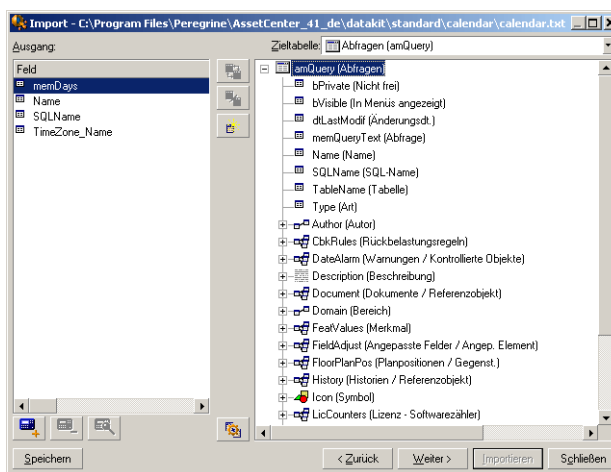 Import - C:\Program Files\Peregrine\AssetCenter_41_de\datakit\standard\calendar\calendar.txt
Ausgang:
Zieltabelle: Abfragen (amQuery)
Feld
memDays
Name
SQLName
TimeZone_Name
amQuery (Abfragen)
bPrivate (Nicht frei)
bVisible (In Menüs angezeigt)
dtLastModif (Änderungsdt.)
memQueryText (Abfrage)
Name (Name)
SQLName (SQL-Name)
TableName (Tabelle)
Type (Art)
Author (Autor)
CbkRules (Rückbelastungsregeln)
DateAlarm (Warnungen / Kontrollierte Objekte)
Description (Beschreibung)
Document (Dokumente / Referenzobjekt)
Domain (Bereich)
FeatValues (Merkmal)
FieldAdjust (Angepasste Felder / Angep. Element)
FloorPlanPos (Planpositionen / Gegenst.)
History (Historien / Referenzobjekt)
Icon (Symbol)
LicCounters (Lizenz - Softwarezähler)
Speichern
< Zurück
Weiter >
Importieren
Schließen